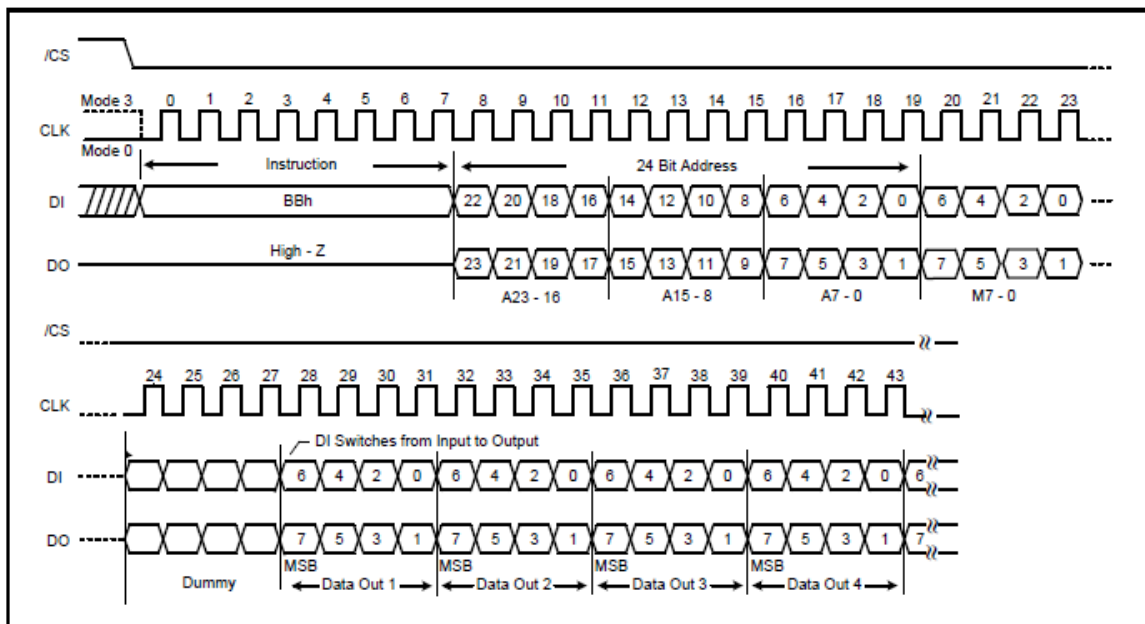 /CS
Mode 3 0 1 2 3 4 5 6 7 8 9 10 11 12 13 14 15 16 17 18 19 20 21 22 23
CLK
Mode 0
Instruction 24 Bit Address
DI BBh 22 20 18 16 14 12 10 8 6 4 2 0 6 4 2 0
High - Z
DO 23 21 19 17 15 13 11 9 7 5 3 1 7 5 3 1
A23 - 16 A15 - 8 A7 - 0 M7 - 0
/CS
24 25 26 27 28 29 30 31 32 33 34 35 36 37 38 39 40 41 42 43
CLK
DI Switches from Input to Output
DI 6 4 2 0 6 4 2 0 6 4 2 0 6 4 2 0 6
DO 7 5 3 1 7 5 3 1 7 5 3 1 7 5 3 1 7
MSB MSB MSB MSB
Dummy Data Out 1 Data Out 2 Data Out 3 Data Out 4